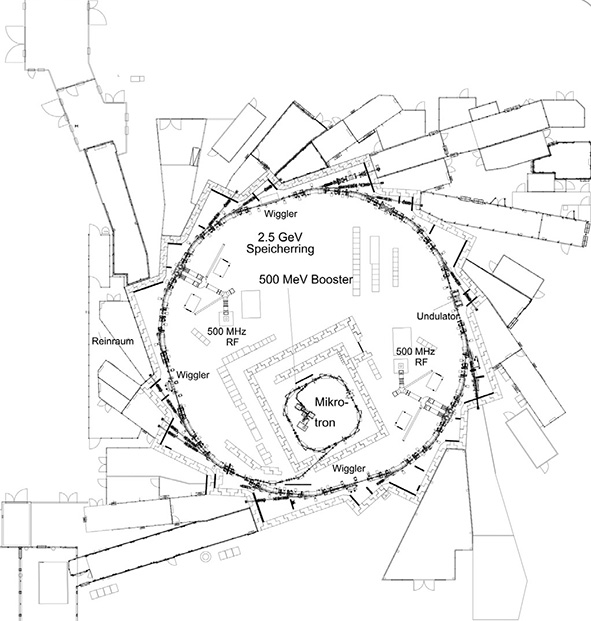 Wiggler
2.5 GeV
Speicherring
500 MeV Booster
Undulator
500 MHz
RF
Reinraum
500 MHz
RF
Wiggler
Mikro-
tron
Wiggler